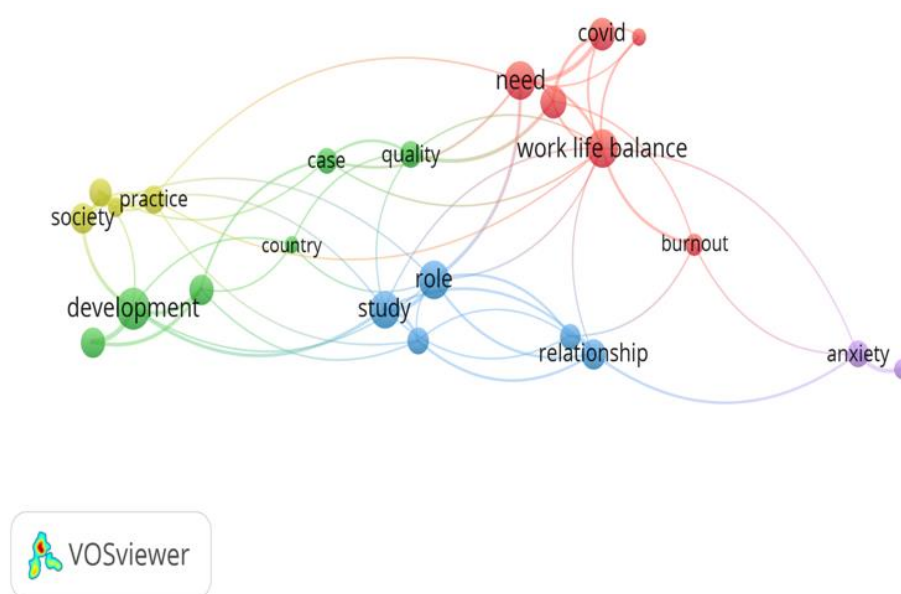 covid
need
work life balance
case
quality
practice
society
country
burnout
role
development
study
relationship
anxiety
VOSviewer